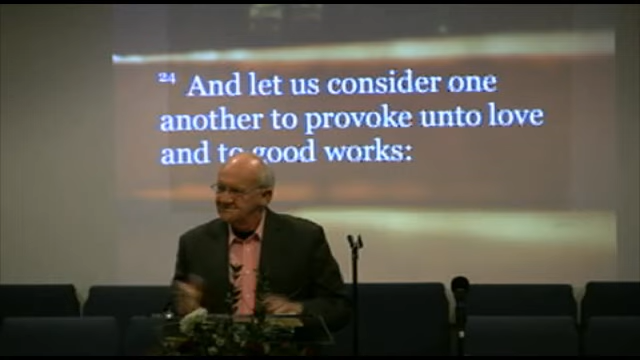 24 And let us consider one
another to provoke unto love
and to good works: